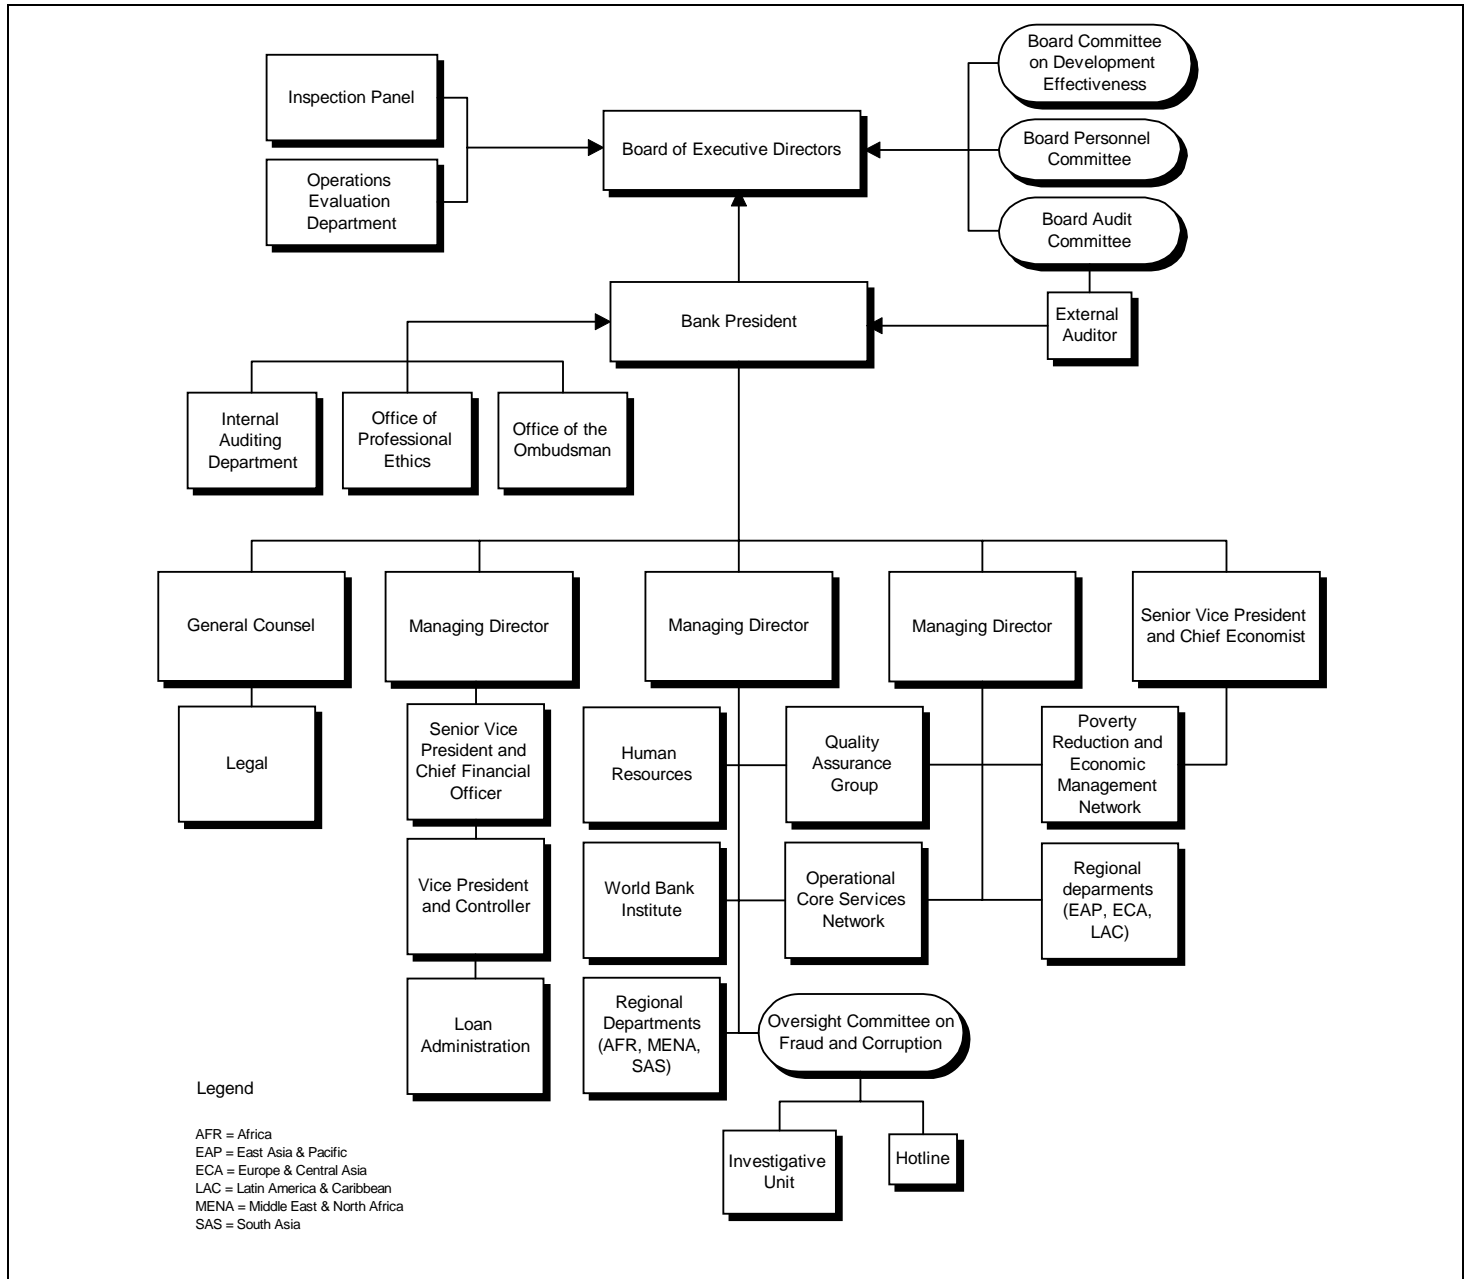 Board Committee
on Development
Effectiveness
Inspection Panel
Board of Executive Directors
Board Personnel
Committee
Operations
Evaluation
Department
Board Audit
Committee
Bank President
External
Auditor
Internal
Auditing
Department
Office of
Professional
Ethics
Office of the
Ombudsman
General Counsel
Managing Director
Managing Director
Managing Director
Senior Vice President
and Chief Economist
Legal
Senior Vice
President and
Chief Financial
Officer
Human
Resources
Quality
Assurance
Group
Poverty
Reduction and
Economic
Management
Network
Vice President
and Controller
World Bank
Institute
Operational
Core Services
Network
Regional
deparments
(EAP, ECA,
LAC)
Loan
Administration
Regional
Departments
(AFR, MENA,
SAS)
Oversight Committee on
Fraud and Corruption
Investigative
Unit
Hotline
Legend
AFR = Africa
EAP = East Asia & Pacific
ECA = Europe & Central Asia
LAC = Latin America & Caribbean
MENA = Middle East & North Africa
SAS = South Asia